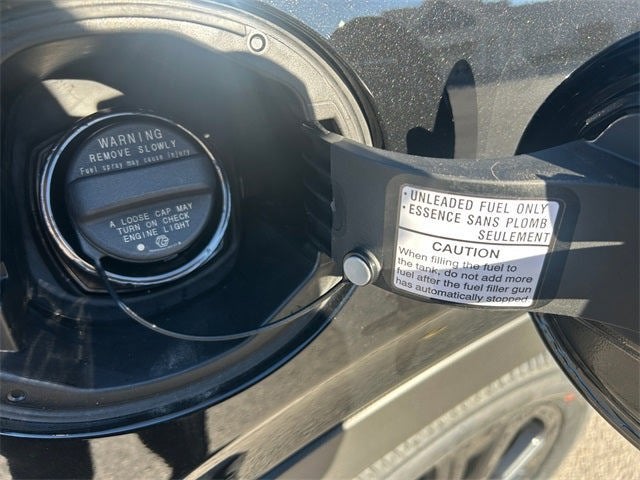 WARNING
REMOVE SLOWLY
Fuel spray may cause injury
A LOOSE CAP MAY
TURN ON CHECK
ENGINE LIGHT
• UNLEADED FUEL ONLY
• ESSENCE SANS PLOMB
SEULEMENT
CAUTION
When filling the fuel to
the tank, do not add more
fuel after the fuel filler gun
has automatically stopped